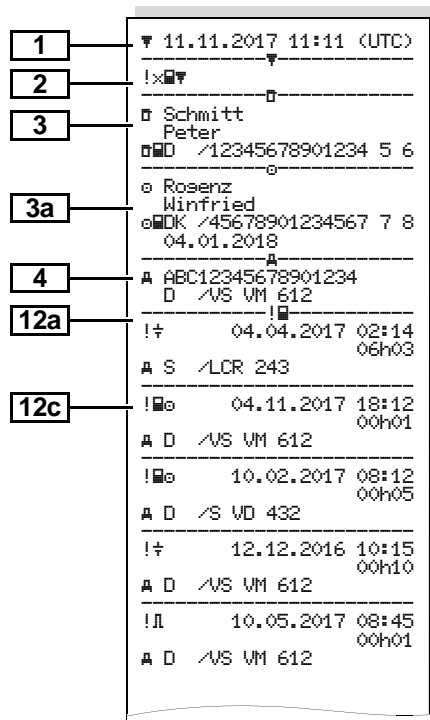 1 ▼ 11.11.2017 11:11 (UTC)
▼
2 !x▼
3 Schmitt
Peter
D /12345678901234 5 6
3a o Rogenz
Winfried
DK /45678901234567 7 8
04.01.2018
4 A ABC12345678901234
D /VS VM 612
12a !
!÷ 04.04.2017 02:14
06h03
A S /LCR 243
12c !o 04.11.2017 18:12
00h01
A D /VS VM 612
!o 10.02.2017 08:12
00h05
A D /S VD 432
!÷ 12.12.2016 10:15
00h10
A D /VS VM 612
!Л 10.05.2017 08:45
00h01
A D /VS VM 612